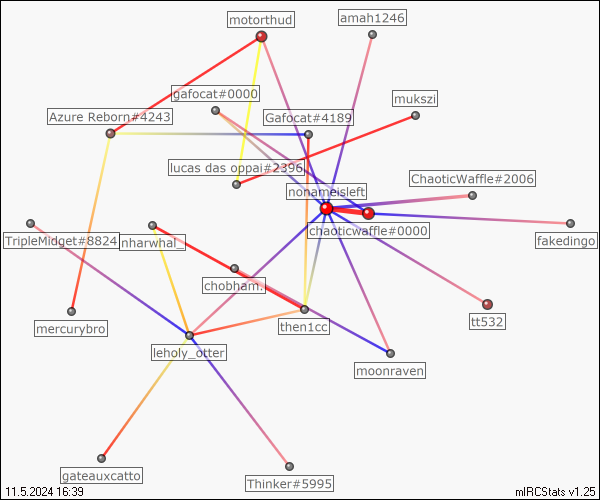 motorthud
amah1246
gafocat#0000
mukszi
Azure Reborn#4243
Gafocat#4189
lucas das oppai#2396
ChaoticWaffle#2006
nonameisleft
TripleMidget#8824
nharwhal_
chaoticwaffle#0000
fakedingo
chobham.
mercurybro
then1cc
tt532
leholy_otter
moonraven
gateauxcatto
Thinker#5995
11.5.2024 16:39
mIRCStats v1.25